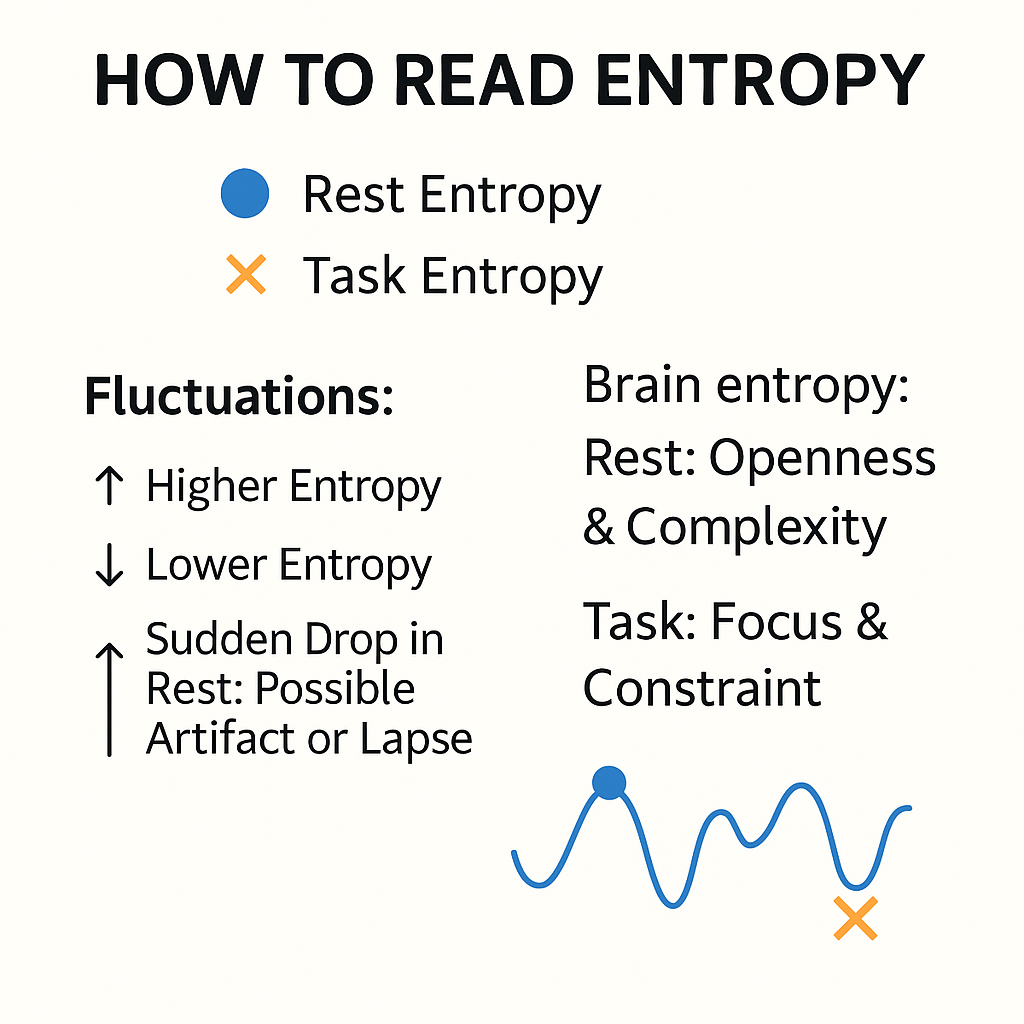 HOW TO READ ENTROPY
Rest Entropy
Task Entropy
Fluctuations:
↑ Higher Entropy
↓ Lower Entropy
↑ Sudden Drop in
Rest: Possible
Artifact or Lapse
Brain entropy:
Rest: Openness
& Complexity
Task: Focus &
Constraint